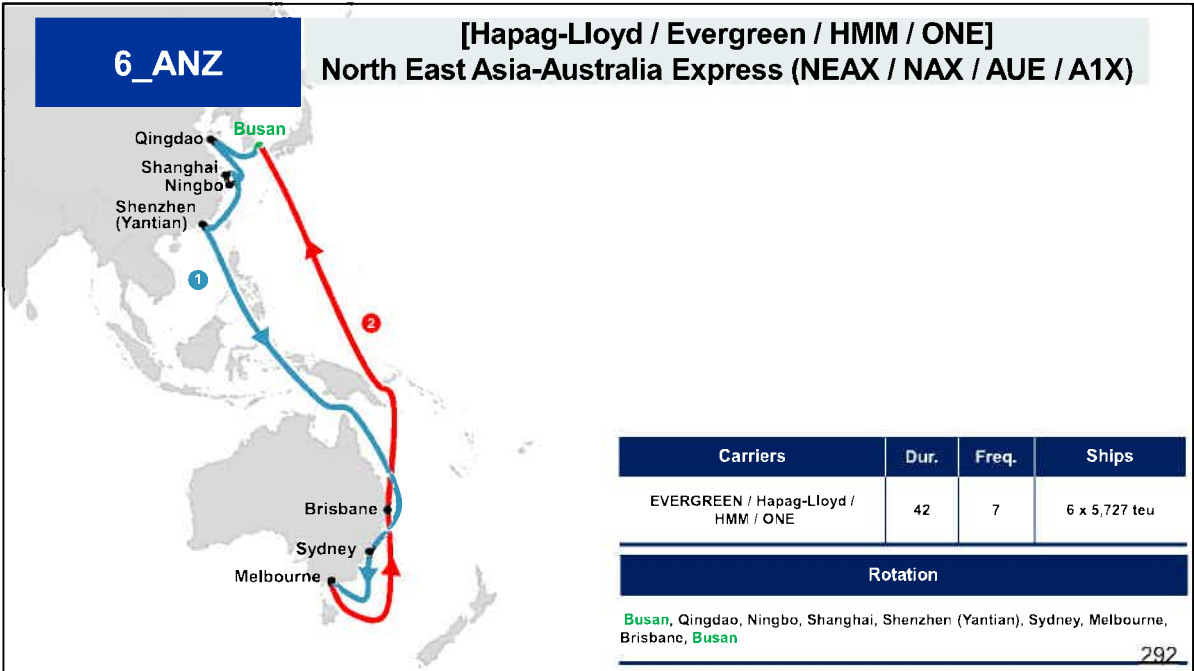 6_ANZ
[Hapag-Lloyd / Evergreen / HMM / ONE]
North East Asia-Australia Express (NEAX / NAX / AUE / A1X)
Busan
Qingdao
Shanghai
Ningbo
Shenzhen
(Yantian)
1
2
Brisbane
Sydney
Melbourne
Carriers Dur. Freq. Ships
EVERGREEN / Hapag-Lloyd /
HMM / ONE
42 7 6 x 5,727 teu
Rotation
Busan, Qingdao, Ningbo, Shanghai, Shenzhen (Yantian), Sydney, Melbourne,
Brisbane, Busan
292